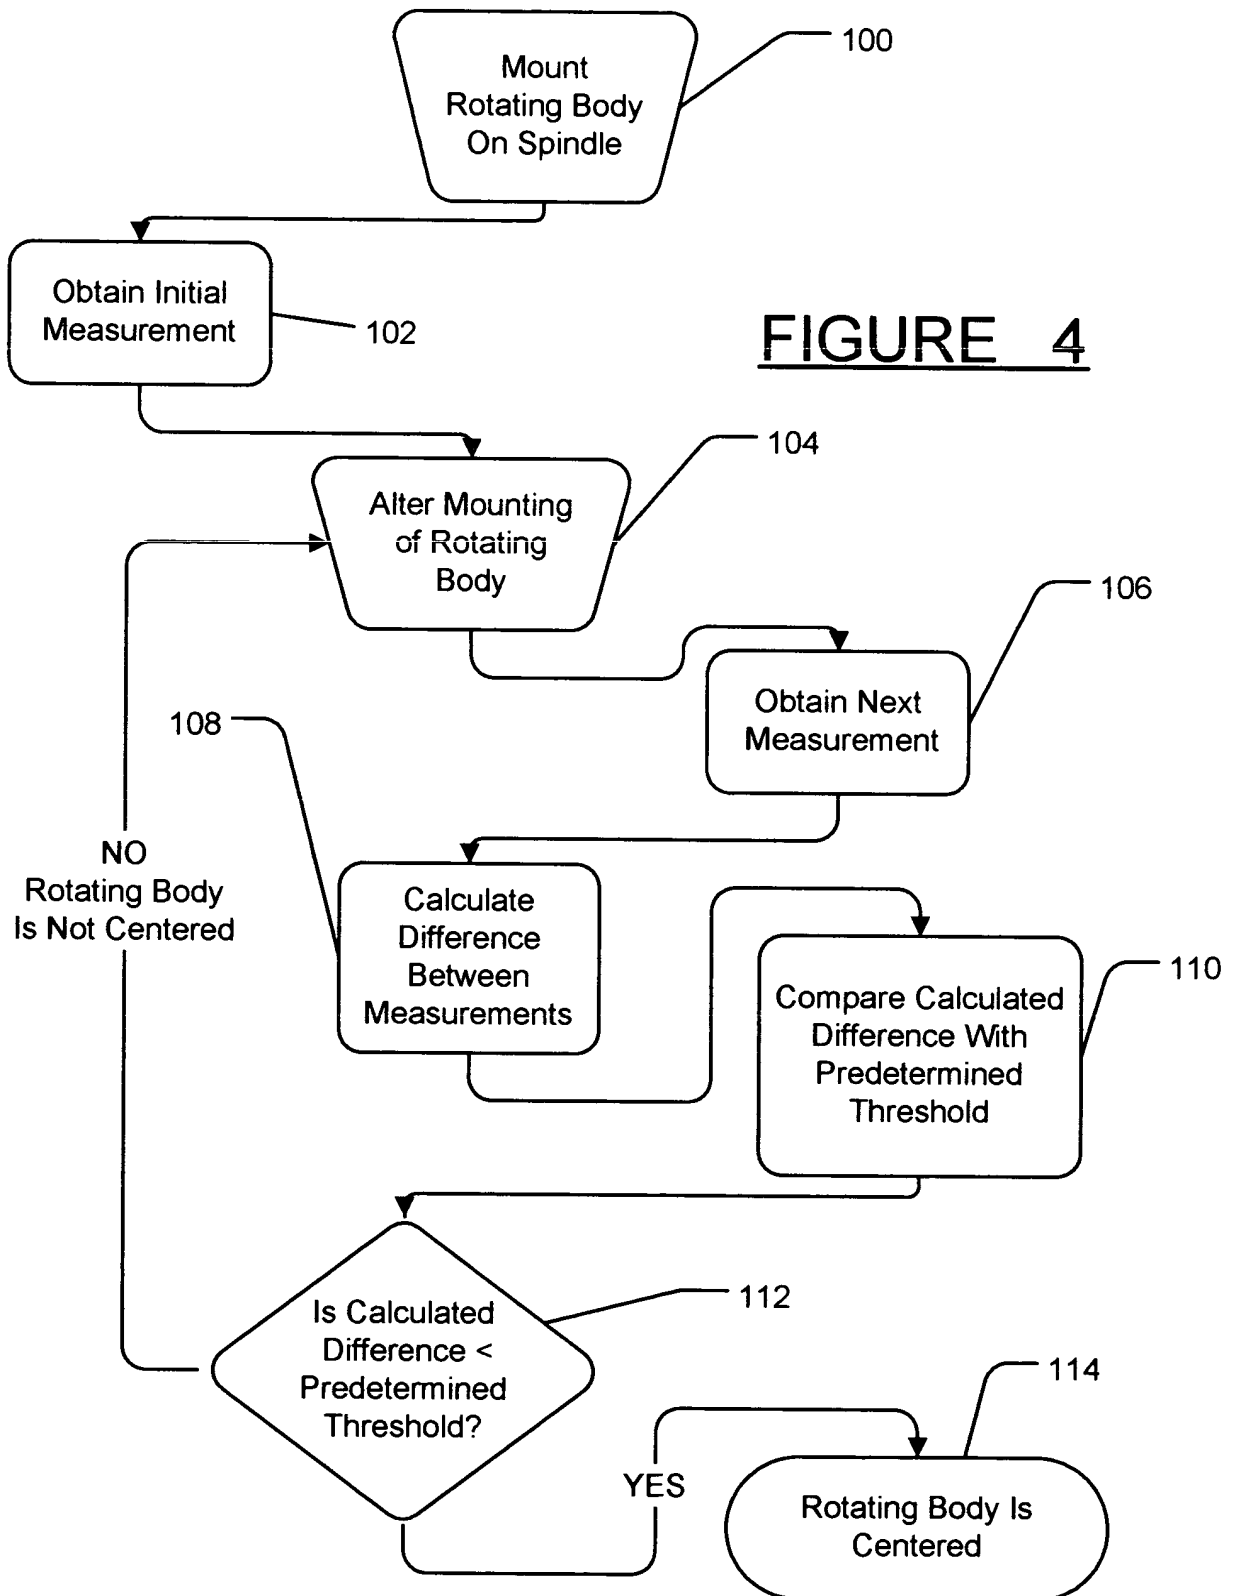 Mount
Rotating Body
On Spindle
100
Obtain Initial
Measurement
102
FIGURE 4
Alter Mounting
of Rotating
Body
104
106
Obtain Next
Measurement
108
NO
Rotating Body
Is Not Centered
Calculate
Difference
Between
Measurements
110
Compare Calculated
Difference With
Predetermined
Threshold
112
Is Calculated
Difference <
Predetermined
Threshold?
114
YES
Rotating Body Is
Centered